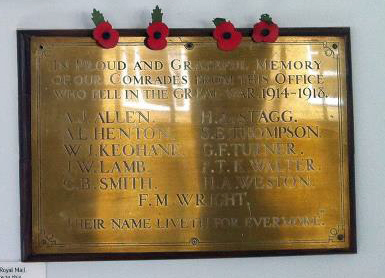 IN PROUD AND GRATEFUL MEMORY
OF OUR COMRADES FROM THIS OFFICE
WHO FELL IN THE GREAT WAR 1914-1918.
A.J. ALLEN. H.J. STAGG.
A.L. HENTON. S.E. THOMPSON.
W.J. KEOHANE. G.F. TURNER.
J.W. LAMB. F.T.K. WALTER.
C.B. SMITH. H.A. WESTON.
F.M. WRIGHT.
THEIR NAME LIVETH FOR EVERMORE.
Royal Mail.